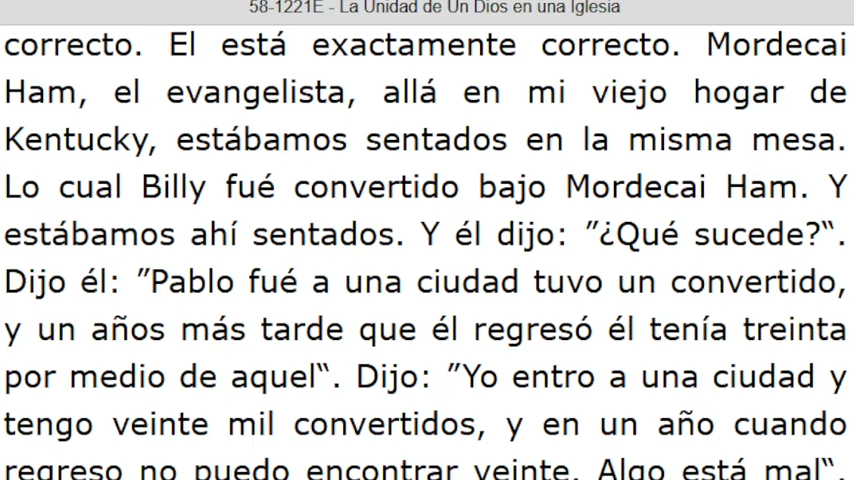 58-1221E - La Unidad de Un Dios en una Iglesia
correcto. El está exactamente correcto. Mordecai
Ham, el evangelista, allá en mi viejo hogar de
Kentucky, estábamos sentados en la misma mesa.
Lo cual Billy fué convertido bajo Mordecai Ham. Y
estábamos ahí sentados. Y él dijo: ”¿Qué sucede?“.
Dijo él: ”Pablo fué a una ciudad tuvo un convertido,
y un años más tarde que él regresó él tenía treinta
por medio de aquel“. Dijo: ”Yo entro a una ciudad y
tengo veinte mil convertidos, y en un año cuando
regreso no puedo encontrar veinte. Algo está mal“.